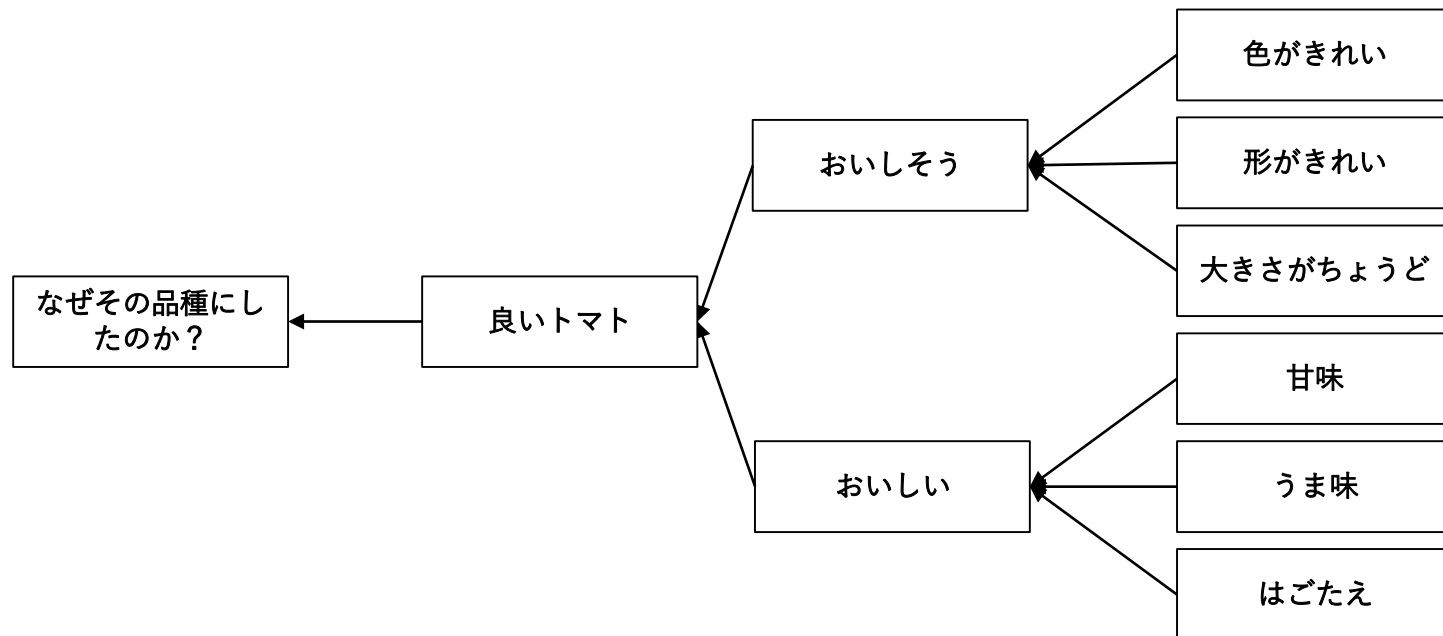 なぜその品種にし
たのか？
良いトマト
おいしそう
おいしい
色がきれい
形がきれい
大きさがちょうど
甘味
うま味
はごたえ